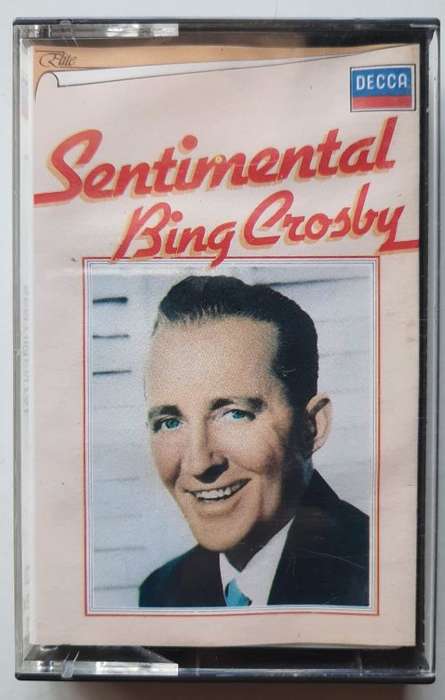 Elite
DECCA
Sentimental
Bing Crosby